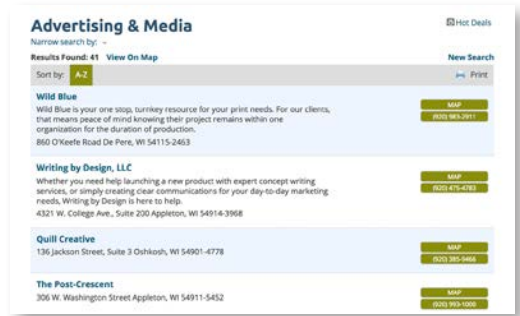 Advertising & Media
Hot Deals
Narrow search by:
Results Found: 41 View On Map
New Search
Sort by: A-Z
Print
Wild Blue
MAP
Wild Blue is your one stop, turnkey resource for your print needs. For our clients,
(920) 983-2911
that means peace of mind knowing their project remains within one
organization for the duration of production.
860 O'Keefe Road De Pere, WI 54115-2463
Writing by Design, LLC
MAP
Whether you need help launching a new product with expert concept writing
(920) 475-4783
services, or simply creating clear communications for your day-to-day marketing
needs, Writing by Design is here to help.
4321 W. College Ave., Suite 200 Appleton, WI 54914-3968
Quill Creative
MAP
136 Jackson Street, Suite 3 Oshkosh, WI 54901-4778
(920) 385-9466
The Post-Crescent
MAP
306 W. Washington Street Appleton, WI 54911-5452
(920) 993-1000